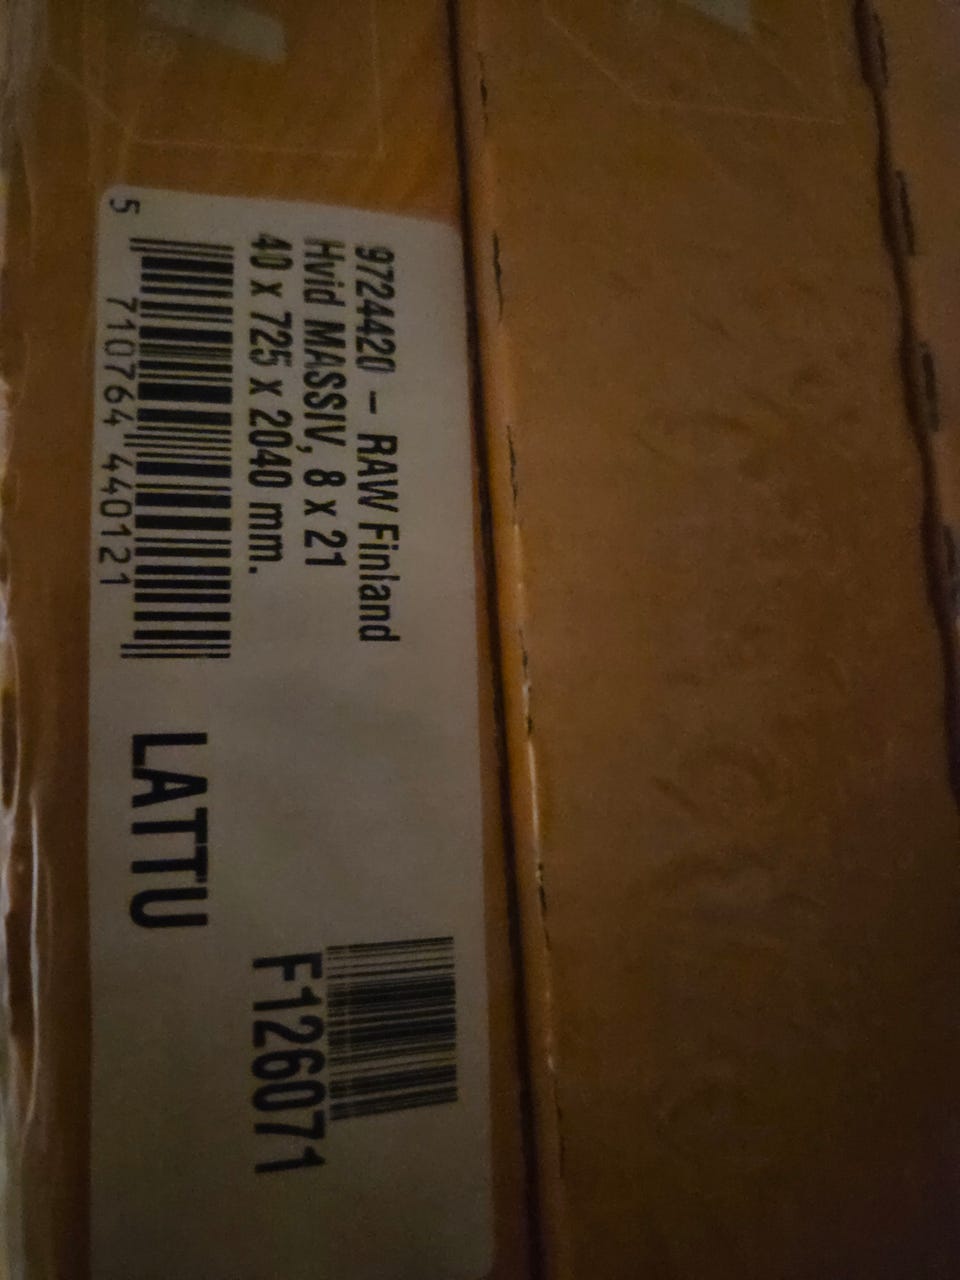 9724420 – RAW Finland
Hvid MASSIV, 8 x 21
40 x 725 x 2040 mm.
5 710764 440121
LATTU
F126071